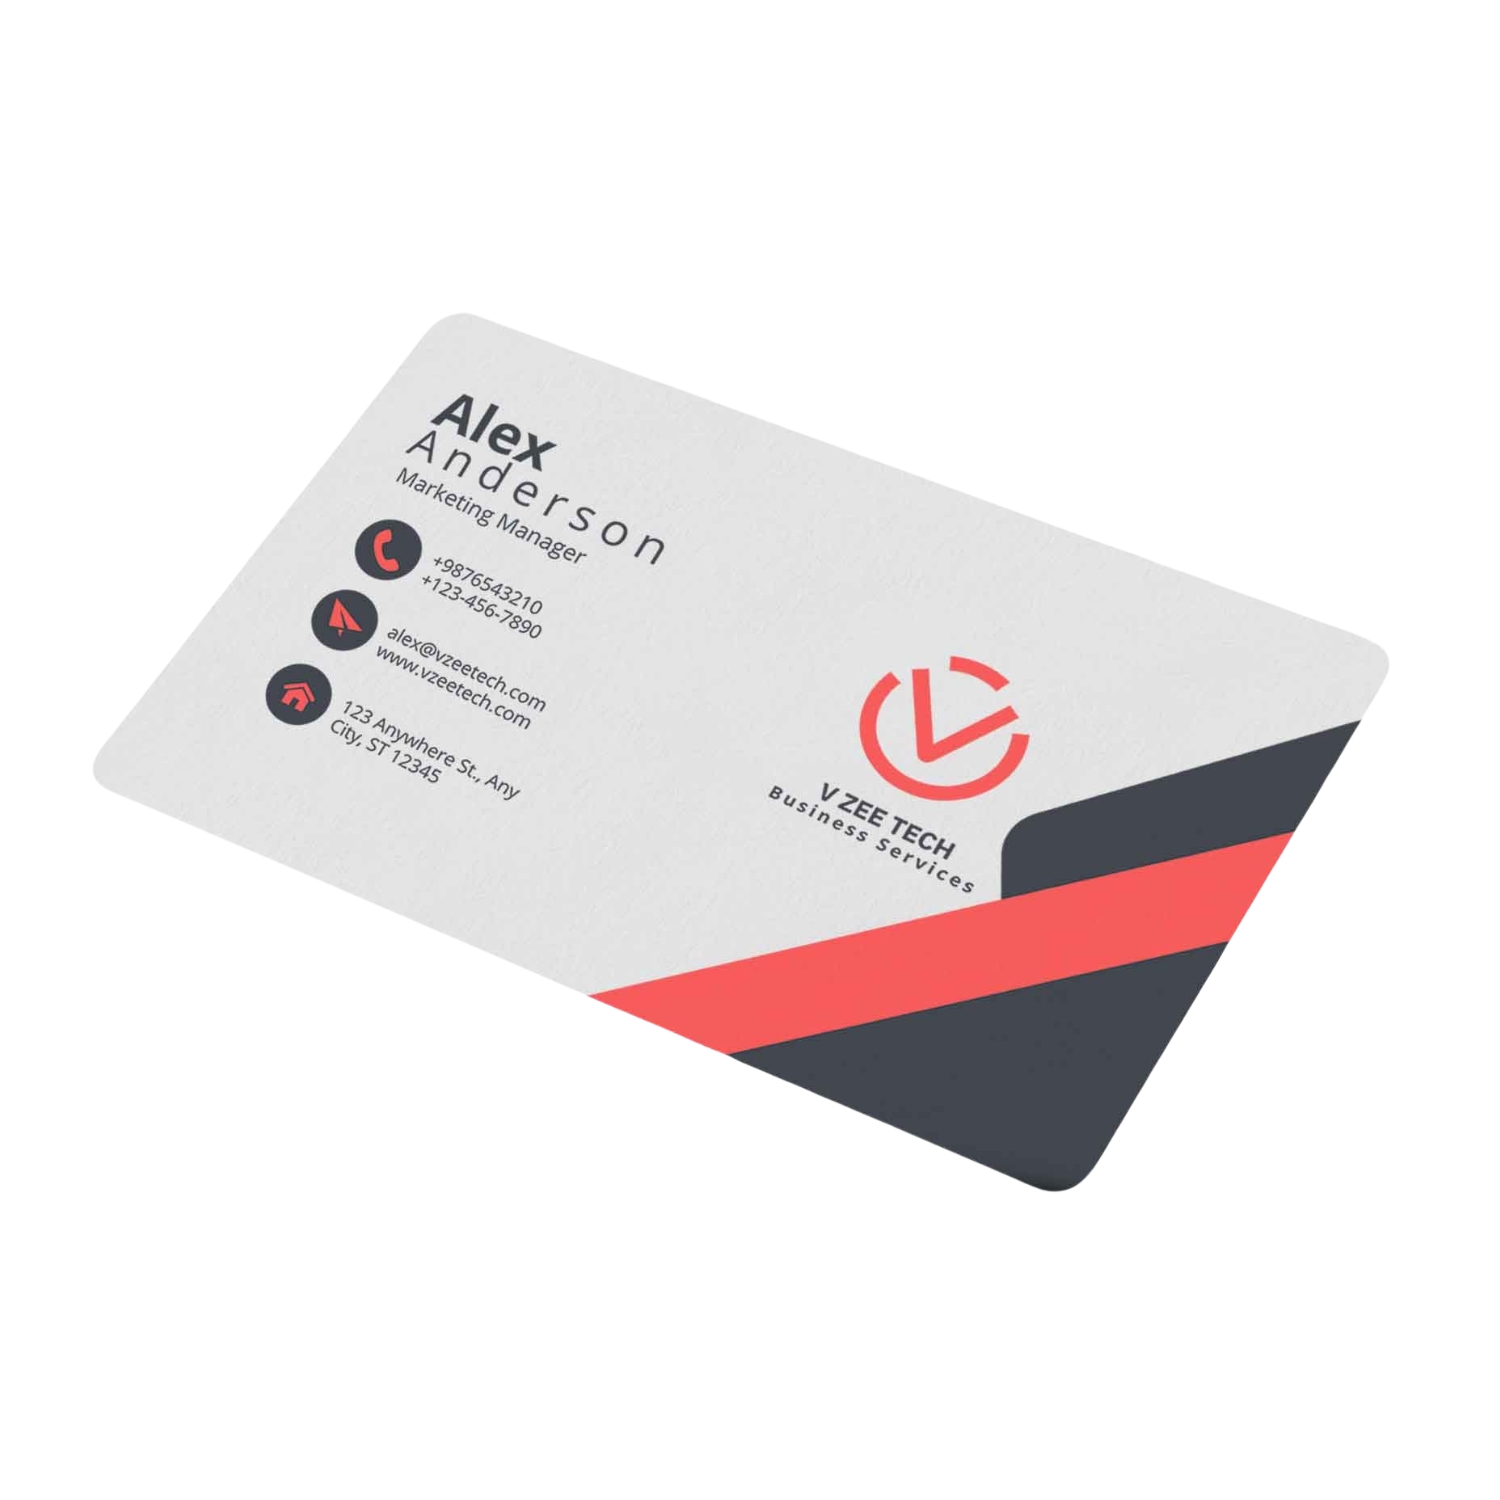 Alex
Anderson
Marketing Manager
+9876543210
+123-456-7890
alex@vzeetech.com
www.vzeetech.com
123 Anywhere St., Any
City, ST 12345
V ZEE TECH
Business Services